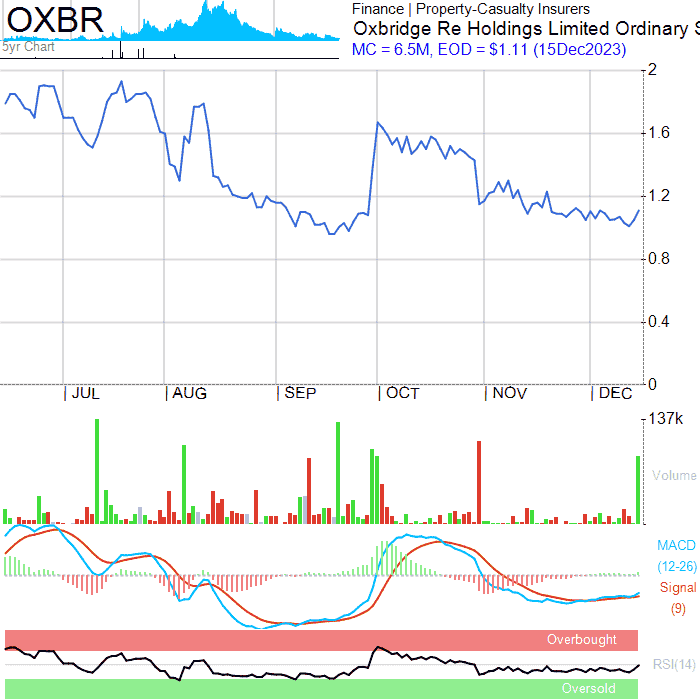 OXBR
5yr Chart
Finance | Property-Casualty Insurers
Oxbridge Re Holdings Limited Ordinary S
MC = 6.5M, EOD = $1.11 (15Dec2023)
2
1.6
1.2
0.8
0.4
0
JUL AUG SEP OCT NOV DEC
137k
Volume
MACD
(12-26)
Signal
(9)
Overbought
RSI(14)
Oversold